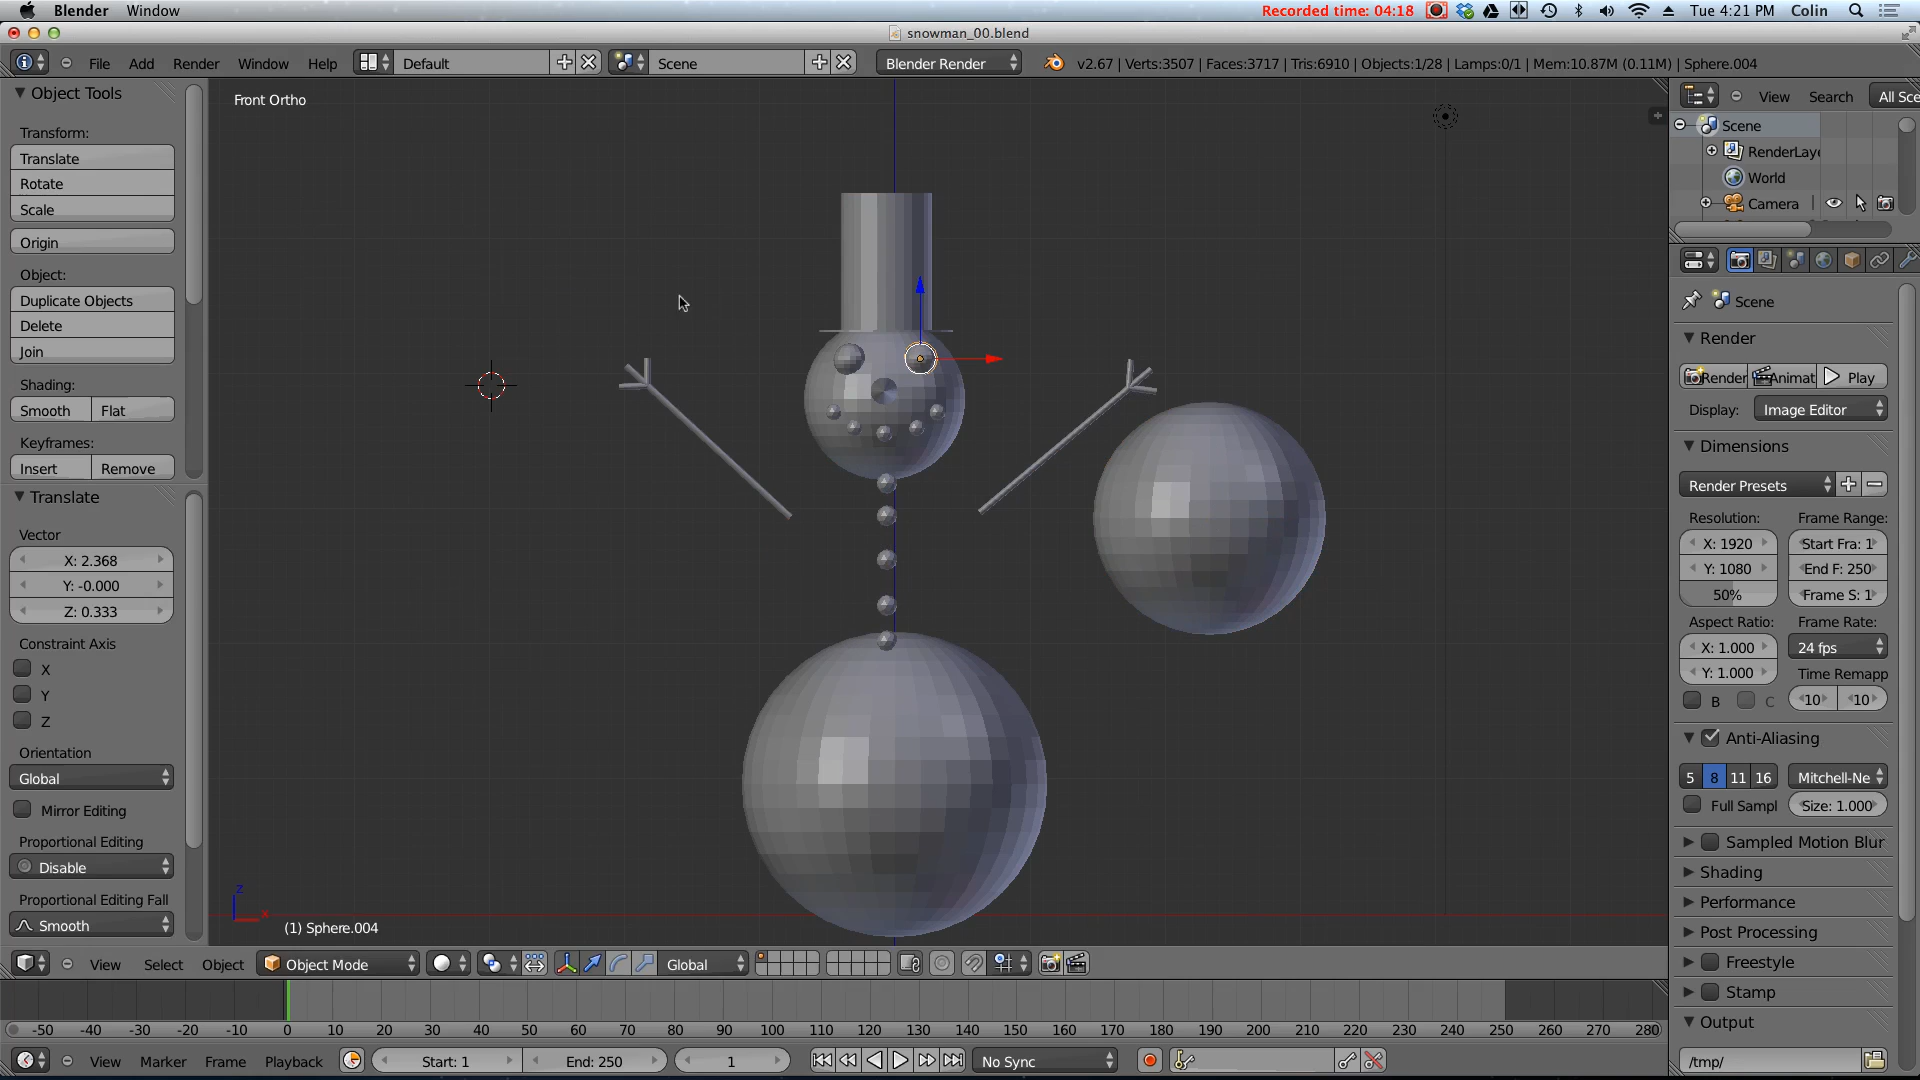 Blender Window
Recorded time: 04:18
Tue 4:21 PM Colin
snowman_00.blend
File Add Render Window Help
Default
Scene
Blender Render
v2.67 | Verts:3507 | Faces:3717 | Tris:6910 | Objects:1/28 | Lamps:0/1 | Mem:10.87M (0.11M) | Sphere.004
Object Tools
Transform:
Translate
Rotate
Scale
Origin
Object:
Duplicate Objects
Delete
Join
Shading:
Smooth Flat
Keyframes:
Insert Remove
Translate
Vector
X: 2.368
Y: -0.000
Z: 0.333
Constraint Axis
X
Y
Z
Orientation
Global
Mirror Editing
Proportional Editing
Disable
Proportional Editing Fall
Smooth
Front Ortho
z
x
(1) Sphere.004
View Select Object
Object Mode
Global
-50 -40 -30 -20 -10 0 10 20 30 40 50 60 70 80 90 100 110 120 130 140 150 160 170 180 190 200 210 220 230 240 250 260 270 280
View Marker Frame Playback
Start: 1
End: 250
1
No Sync
View Search All Sce
Scene
RenderLaye
World
Camera
Scene
Render
Render Animat Play
Display: Image Editor
Dimensions
Render Presets
Resolution: Frame Range:
X: 1920 Start Fra: 1
Y: 1080 End F: 250
50% Frame S: 1
Aspect Ratio: Frame Rate:
X: 1.000 24 fps
Y: 1.000 Time Remapp
B C 10 10
Anti-Aliasing
5 8 11 16 Mitchell-Ne
Full Sampl Size: 1.000
Sampled Motion Blur
Shading
Performance
Post Processing
Freestyle
Stamp
Output
/tmp/